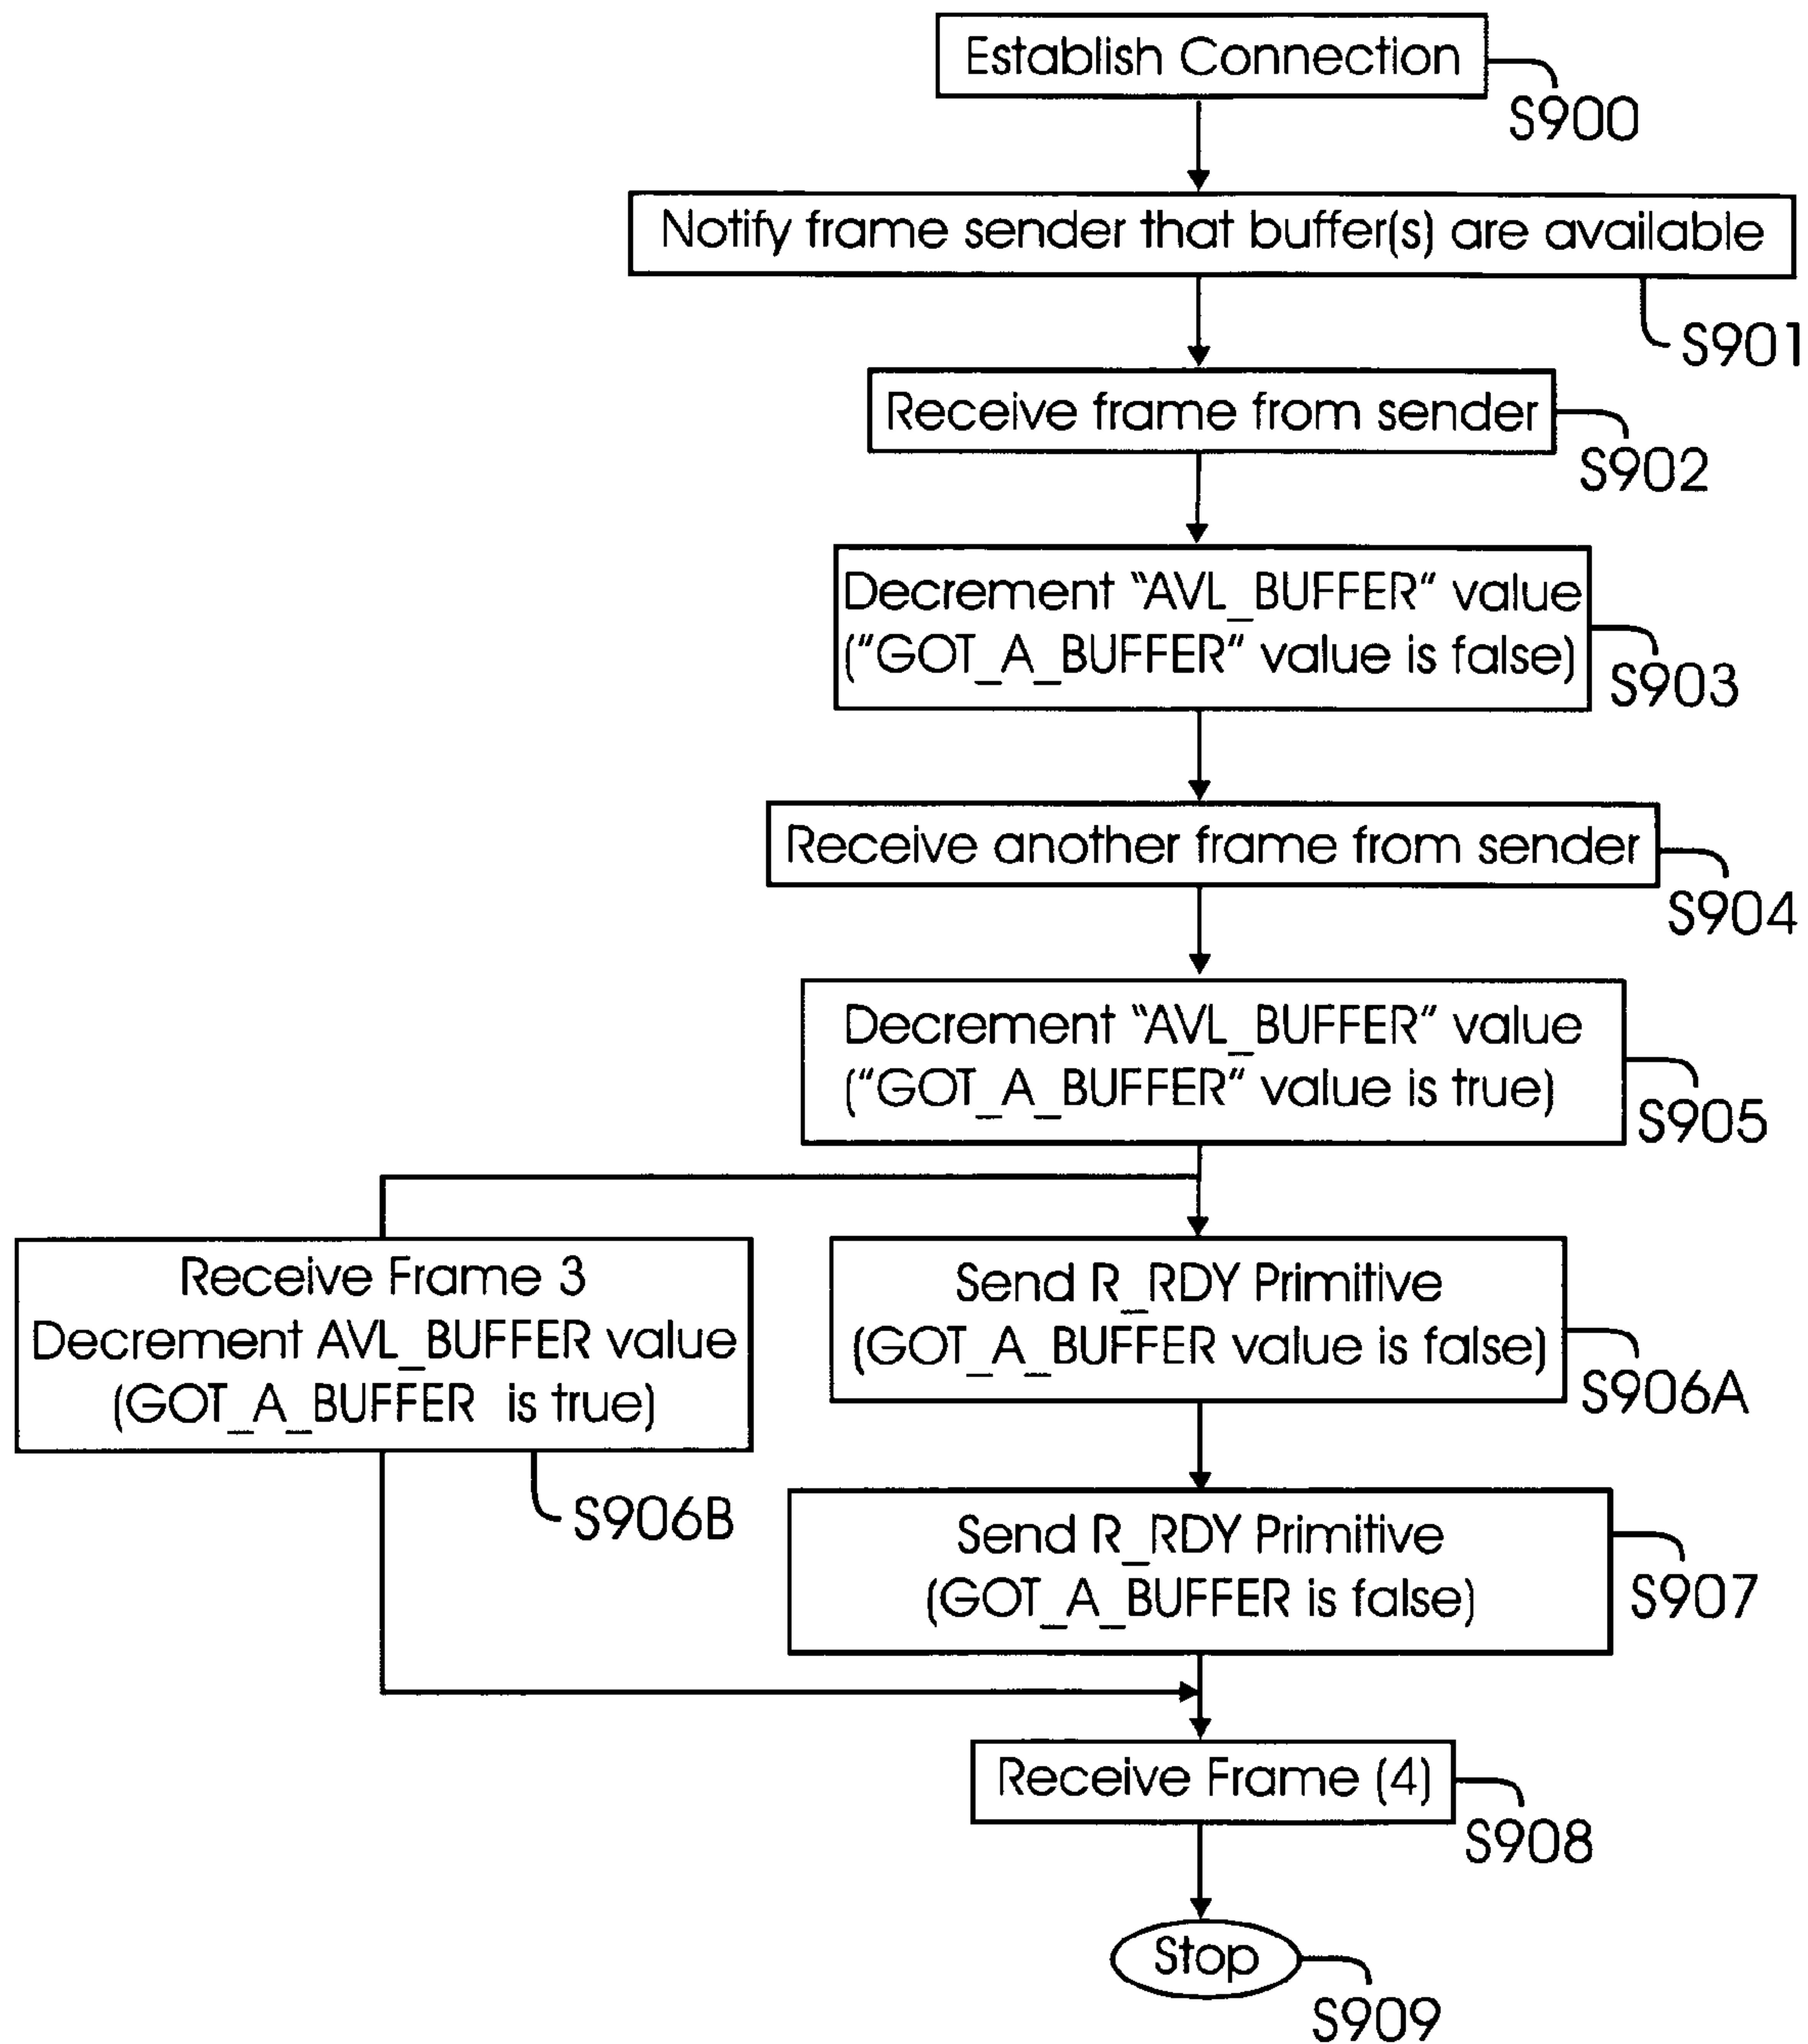 Establish Connection
S900
Notify frame sender that buffer(s) are available
S901
Receive frame from sender
S902
Decrement “AVL_BUFFER” value
(“GOT_A_BUFFER” value is false)
S903
Receive another frame from sender
S904
Decrement “AVL_BUFFER” value
(“GOT_A_BUFFER” value is true)
S905
Receive Frame 3
Decrement AVL_BUFFER value
(GOT_A_BUFFER is true)
S906B
Send R_RDY Primitive
(GOT_A_BUFFER value is false)
S906A
Send R_RDY Primitive
(GOT_A_BUFFER is false)
S907
Receive Frame (4)
S908
Stop
S909